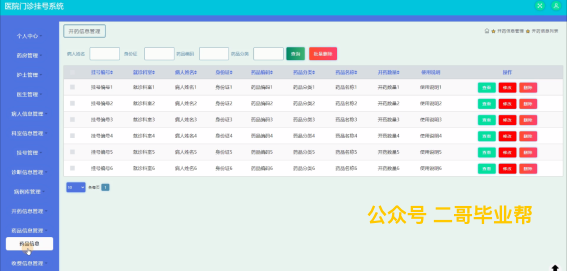 医院门诊挂号系统
个人中心
药房管理
护士管理
医生管理
病人信息管理
科室信息管理
挂号管理
诊断信息管理
病例库管理
开药信息管理
药品信息管理
药品信息
收费信息管理
开药信息管理
开药信息管理 开药信息列表
病人姓名 身份证 药品编码 药品分类 查询 批量删除
挂号编号 就诊科室 病人姓名 身份证 药品编码 药品分类 药品名称 开药数量 使用说明 操作
挂号编号1 就诊科室1 病人姓名1 身份证1 药品编码1 药品分类1 药品名称1 开药数量1 使用说明1 查看 修改 删除
挂号编号2 就诊科室2 病人姓名2 身份证2 药品编码2 药品分类2 药品名称2 开药数量2 使用说明2 查看 修改 删除
挂号编号3 就诊科室3 病人姓名3 身份证3 药品编码3 药品分类3 药品名称3 开药数量3 使用说明3 查看 修改 删除
挂号编号4 就诊科室4 病人姓名4 身份证4 药品编码4 药品分类4 药品名称4 开药数量4 使用说明4 查看 修改 删除
挂号编号5 就诊科室5 病人姓名5 身份证5 药品编码5 药品分类5 药品名称5 开药数量5 使用说明5 查看 修改 删除
挂号编号6 就诊科室6 病人姓名6 身份证6 药品编码6 药品分类6 药品名称6 开药数量6 使用说明6 查看 修改 删除
10 1
公众号 二哥毕业帮